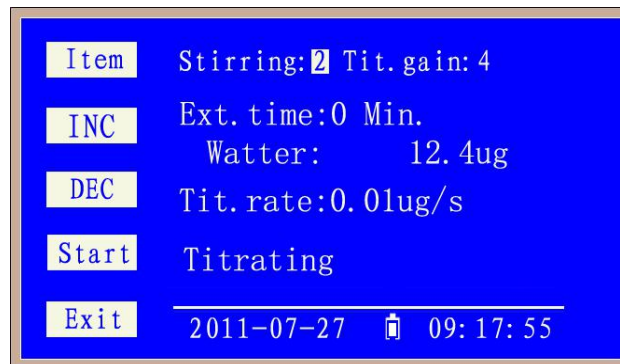 Item
Stirring:2 Tit.gain:4
INC
Ext.time:0 Min.
Watter: 12.4ug
DEC
Tit.rate:0.01ug/s
Start
Titrating
Exit
2011-07-27 09:17:55